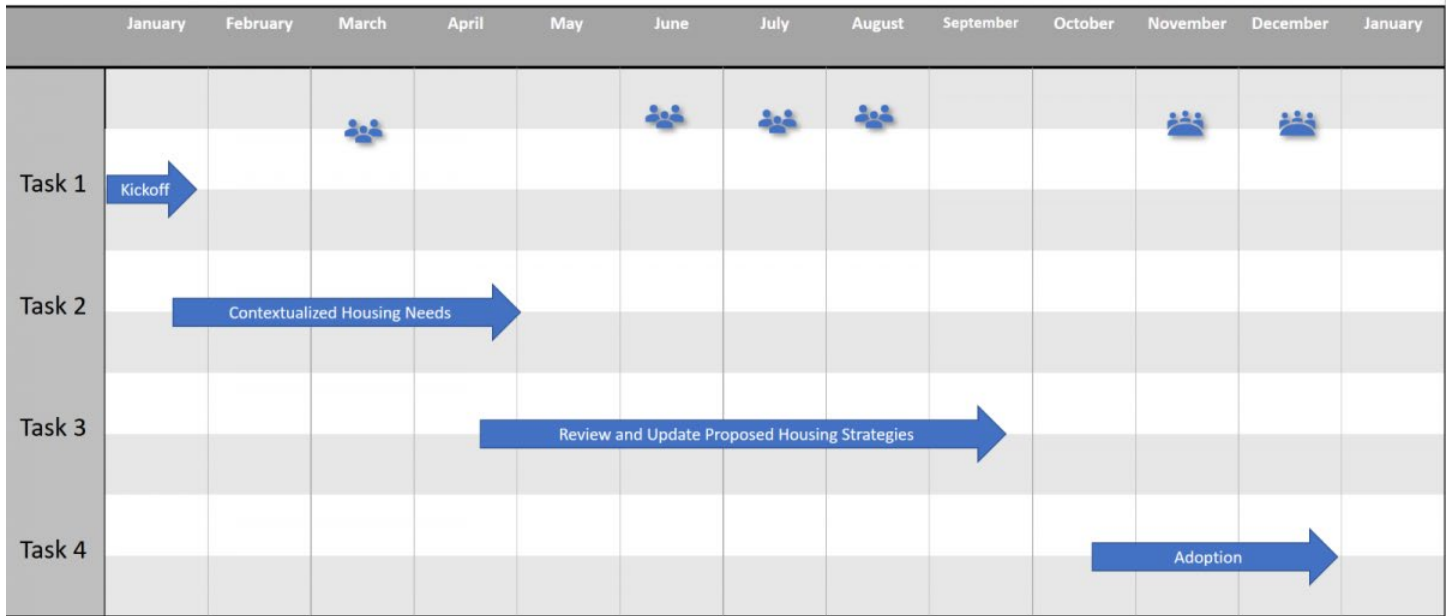 January February March April May June July August September October November December January
Task 1
Kickoff
Task 2
Contextualized Housing Needs
Task 3
Review and Update Proposed Housing Strategies
Task 4
Adoption